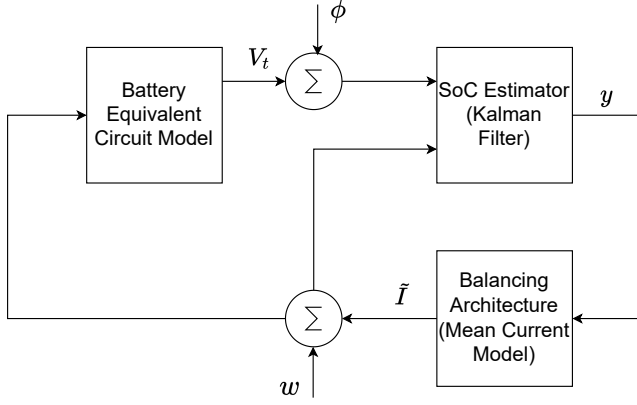 ϕ
V_t
Battery
Equivalent
Circuit Model
∑
SoC Estimator
(Kalman
Filter)
y
Ĩ
∑
Balancing
Architecture
(Mean Current
Model)
w